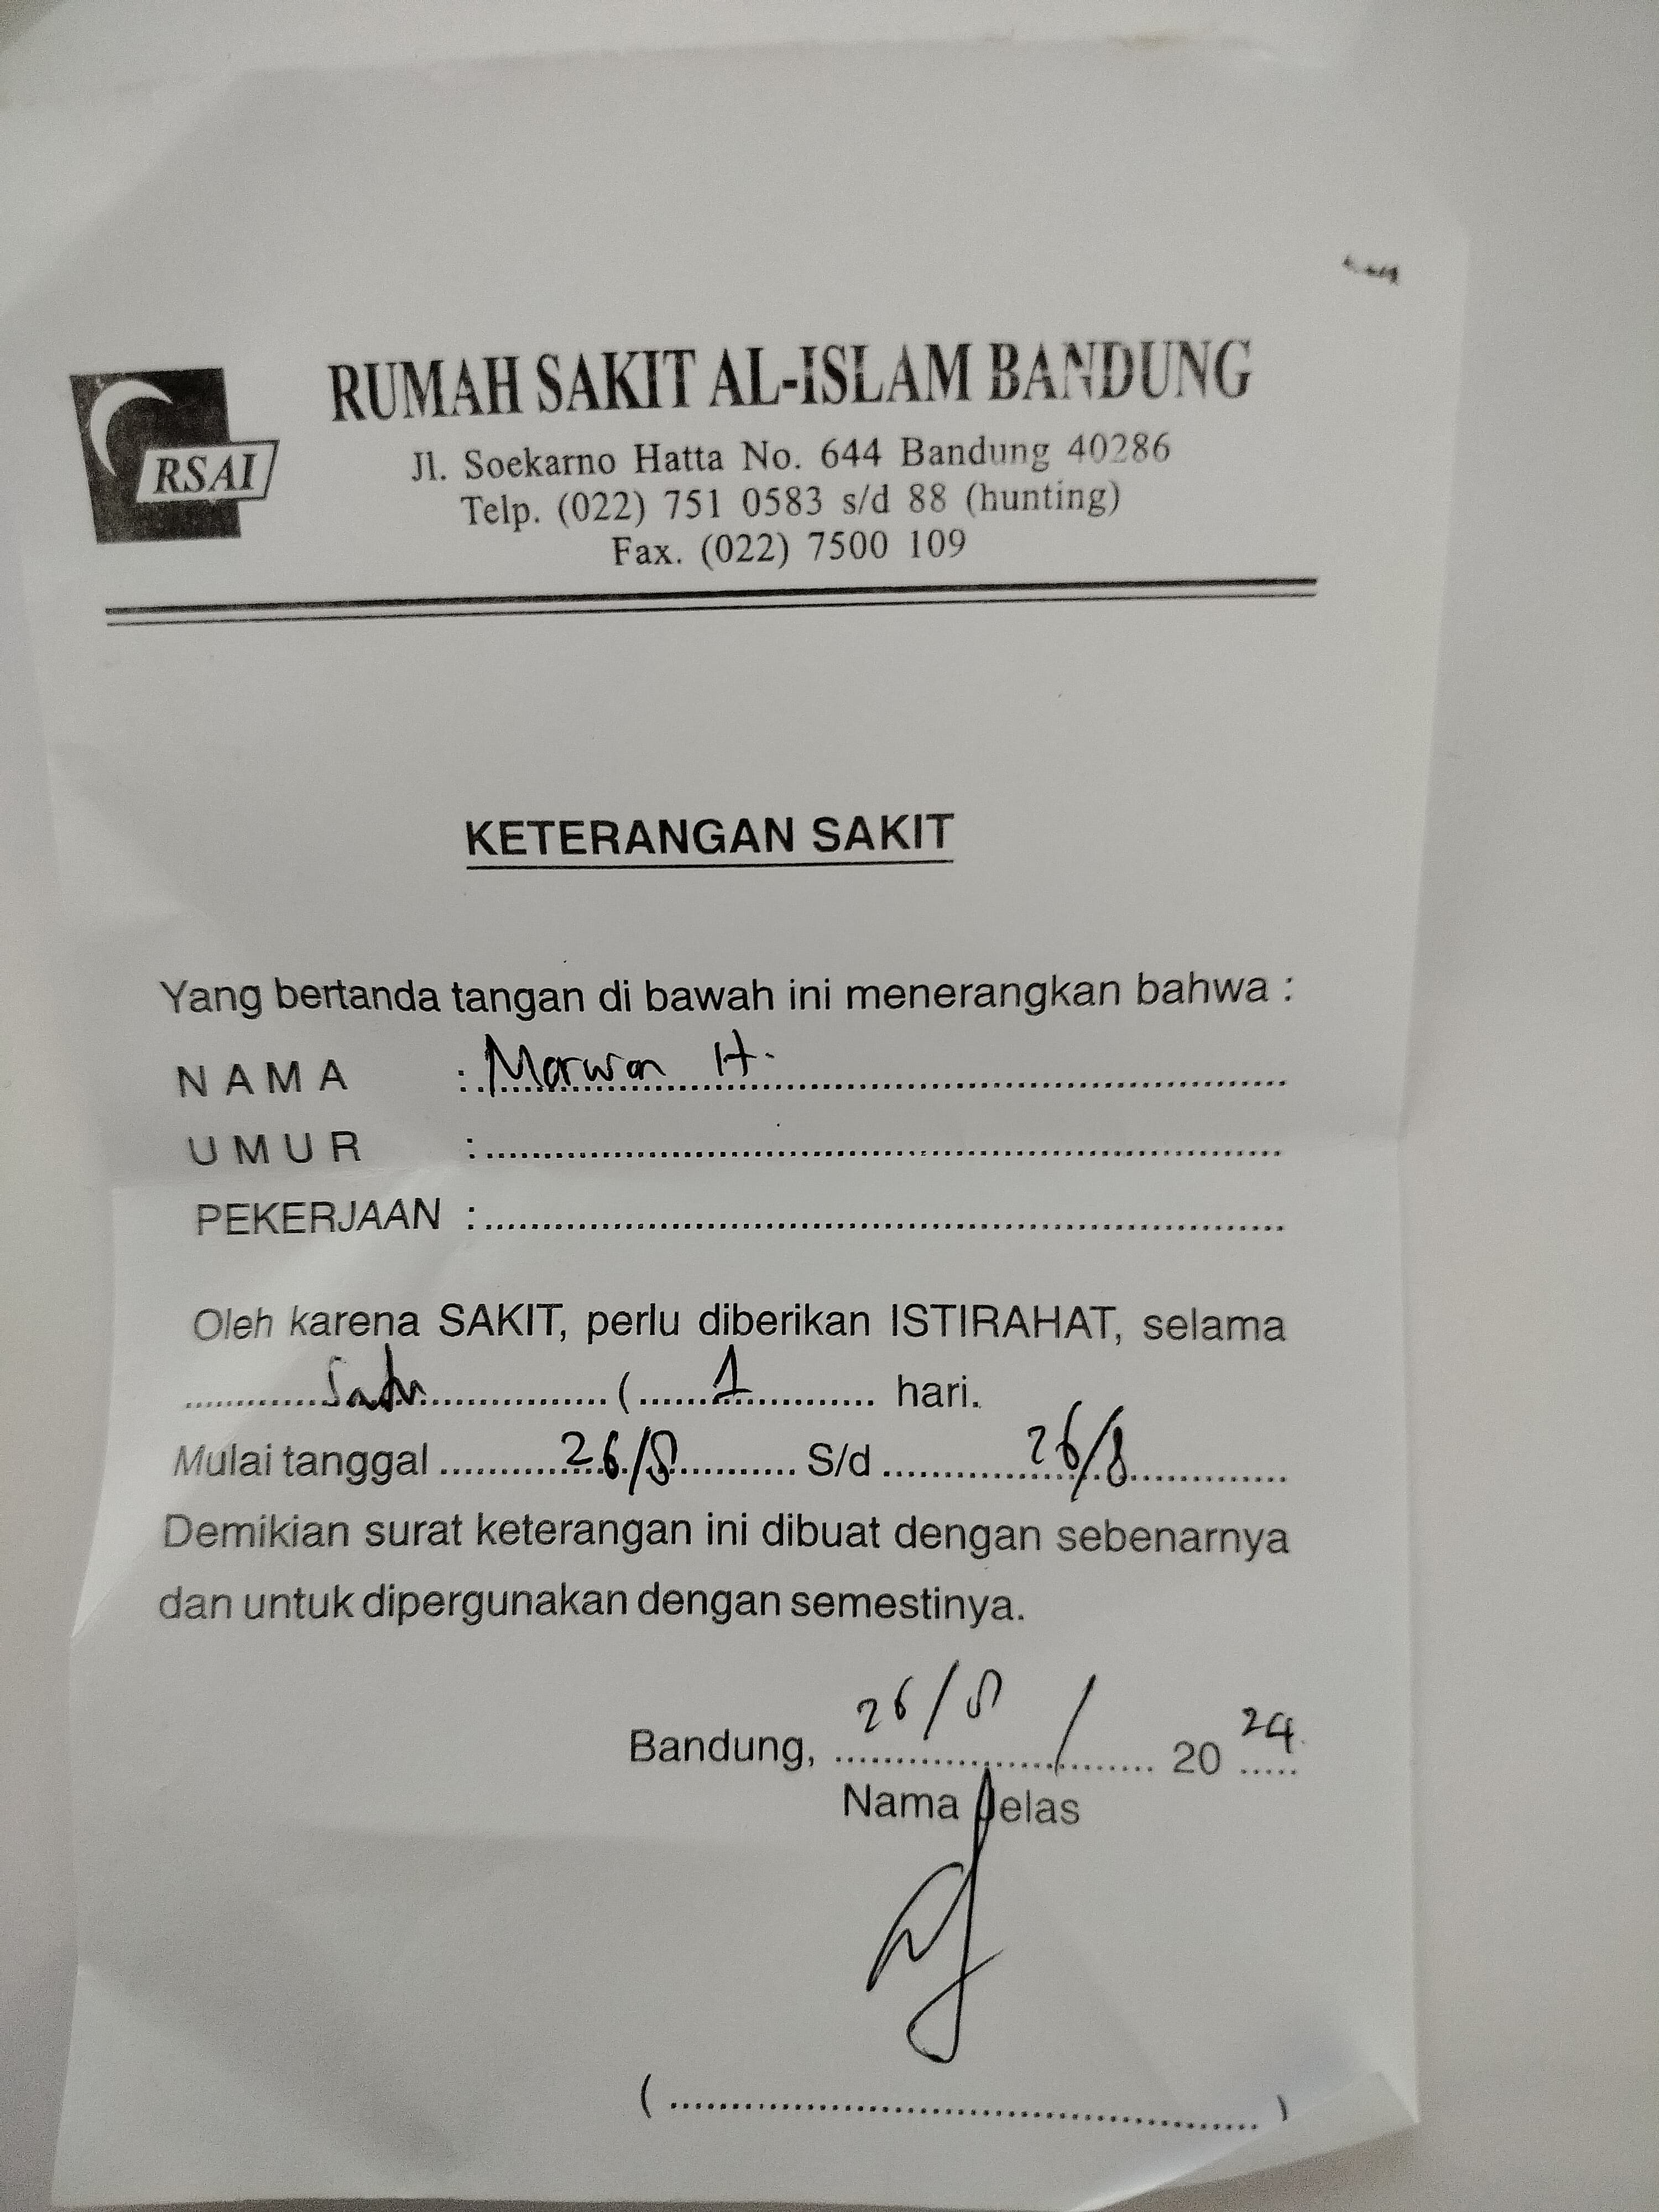 RSAI
RUMAH SAKIT AL-ISLAM BANDUNG
Jl. Soekarno Hatta No. 644 Bandung 40286
Telp. (022) 751 0583 s/d 88 (hunting)
Fax. (022) 7500 109
KETERANGAN SAKIT
Yang bertanda tangan di bawah ini menerangkan bahwa :
NAMA : Marwan H.
UMUR : ........................
PEKERJAAN : ........................
Oleh karena SAKIT, perlu diberikan ISTIRAHAT, selama
Satu ( 1 hari.
Mulai tanggal 26/8 S/d 26/8
Demikian surat keterangan ini dibuat dengan sebenarnya
dan untuk dipergunakan dengan semestinya.
Bandung, 26/8/ 2024
Nama Jelas
( ........................ )